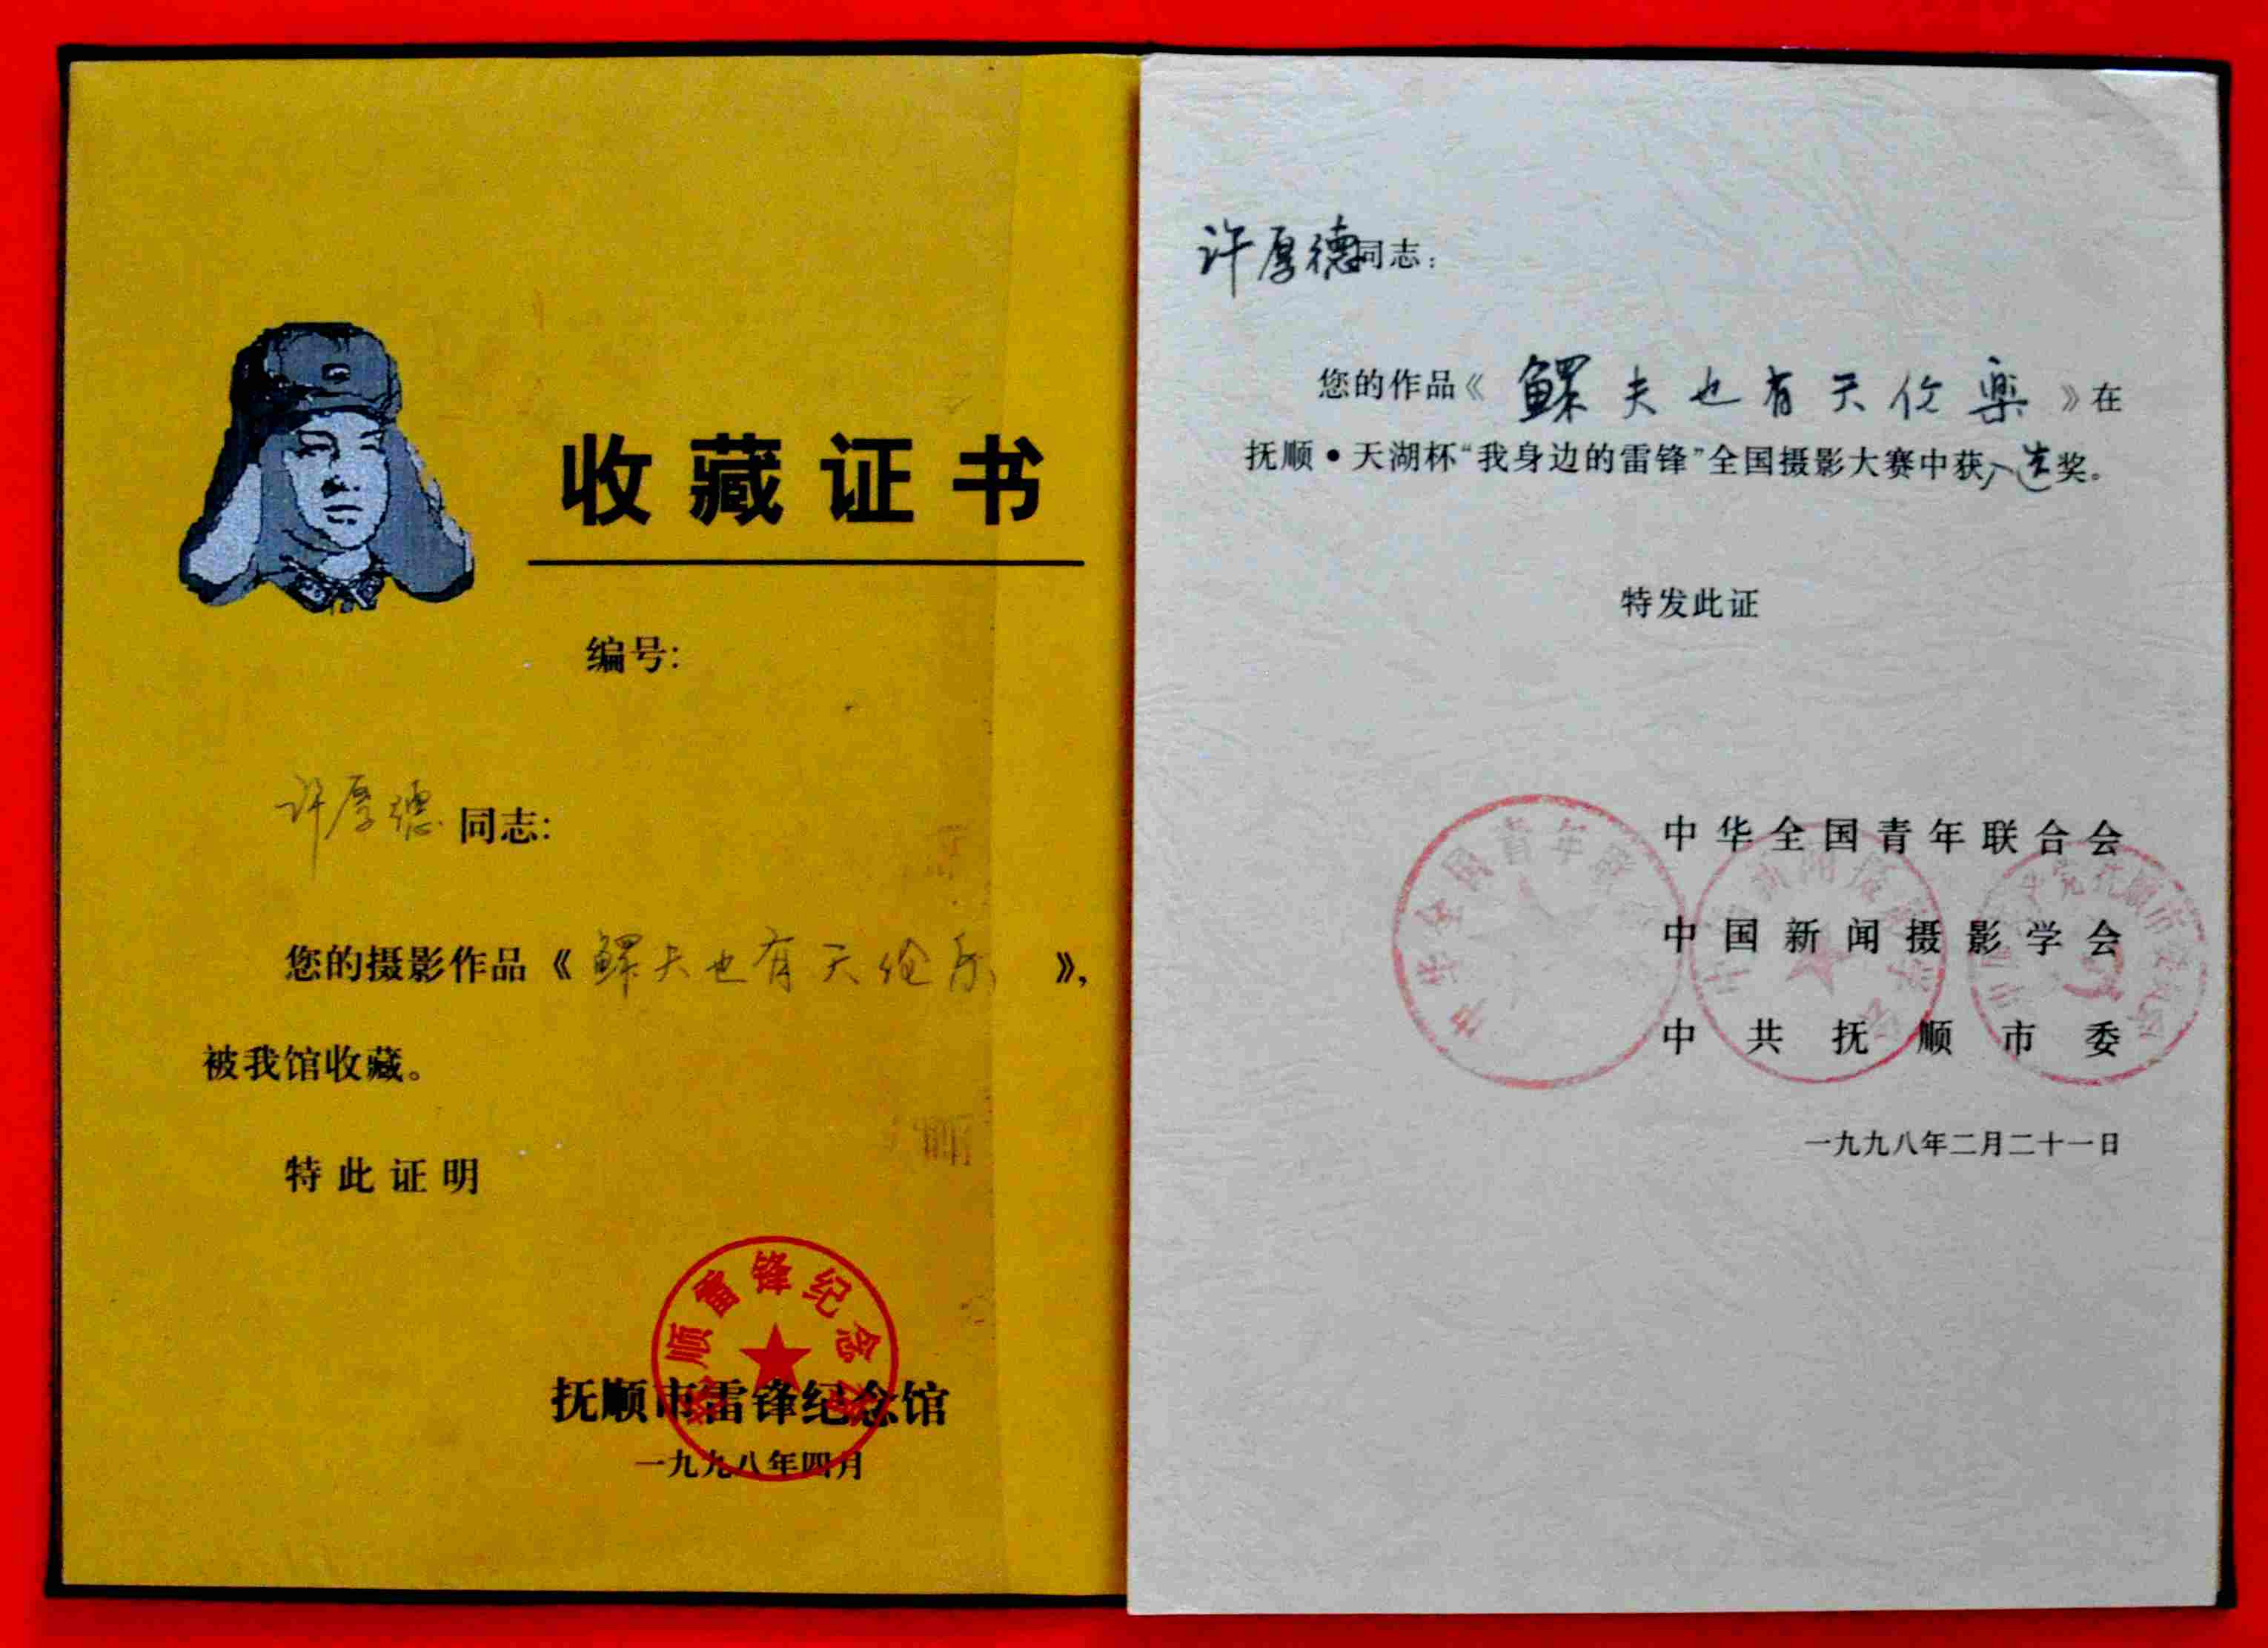 收藏证书
编号:
许厚德同志:
您的摄影作品《鳏夫也有天伦乐》,
被我馆收藏。
特此证明
顺雷锋纪念
抚顺市雷锋纪念馆
一九九八年四月
许厚德同志:
您的作品《鳏夫也有天伦楽》在
抚顺·天湖杯“我身边的雷锋”全国摄影大赛中获入选奖。
特发此证
中华全国青年联合会
中国新闻摄影学会
中共抚顺市委
一九九八年二月二十一日